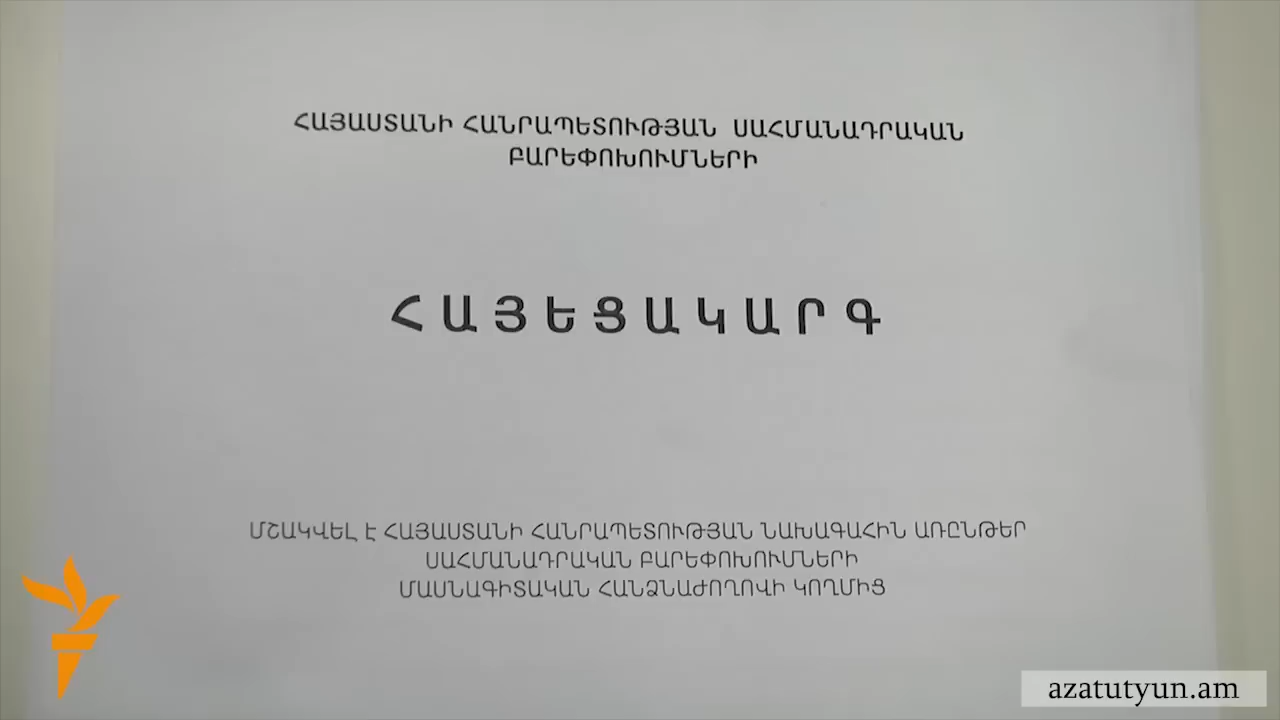 ՀԱՅԱՍՏԱՆԻ ՀԱՆՐԱՊԵՏՈՒԹՅԱՆ ՍԱՀՄԱՆԱԴՐԱԿԱՆ
ԲԱՐԵՓՈԽՈՒՄՆԵՐԻ
ՀԱՅԵՑԱԿԱՐԳ
ՄՇԱԿՎԵԼ Է ՀԱՅԱՍՏԱՆԻ ՀԱՆՐԱՊԵՏՈՒԹՅԱՆ ՆԱԽԱԳԱՀԻՆ ԱՌԸՆԹԵՐ
ՍԱՀՄԱՆԱԴՐԱԿԱՆ ԲԱՐԵՓՈԽՈՒՄՆԵՐԻ
ՄԱՍՆԱԳԻՏԱԿԱՆ ՀԱՆՁՆԱԺՈՂՈՎԻ ԿՈՂՄԻՑ
azatutyun.am